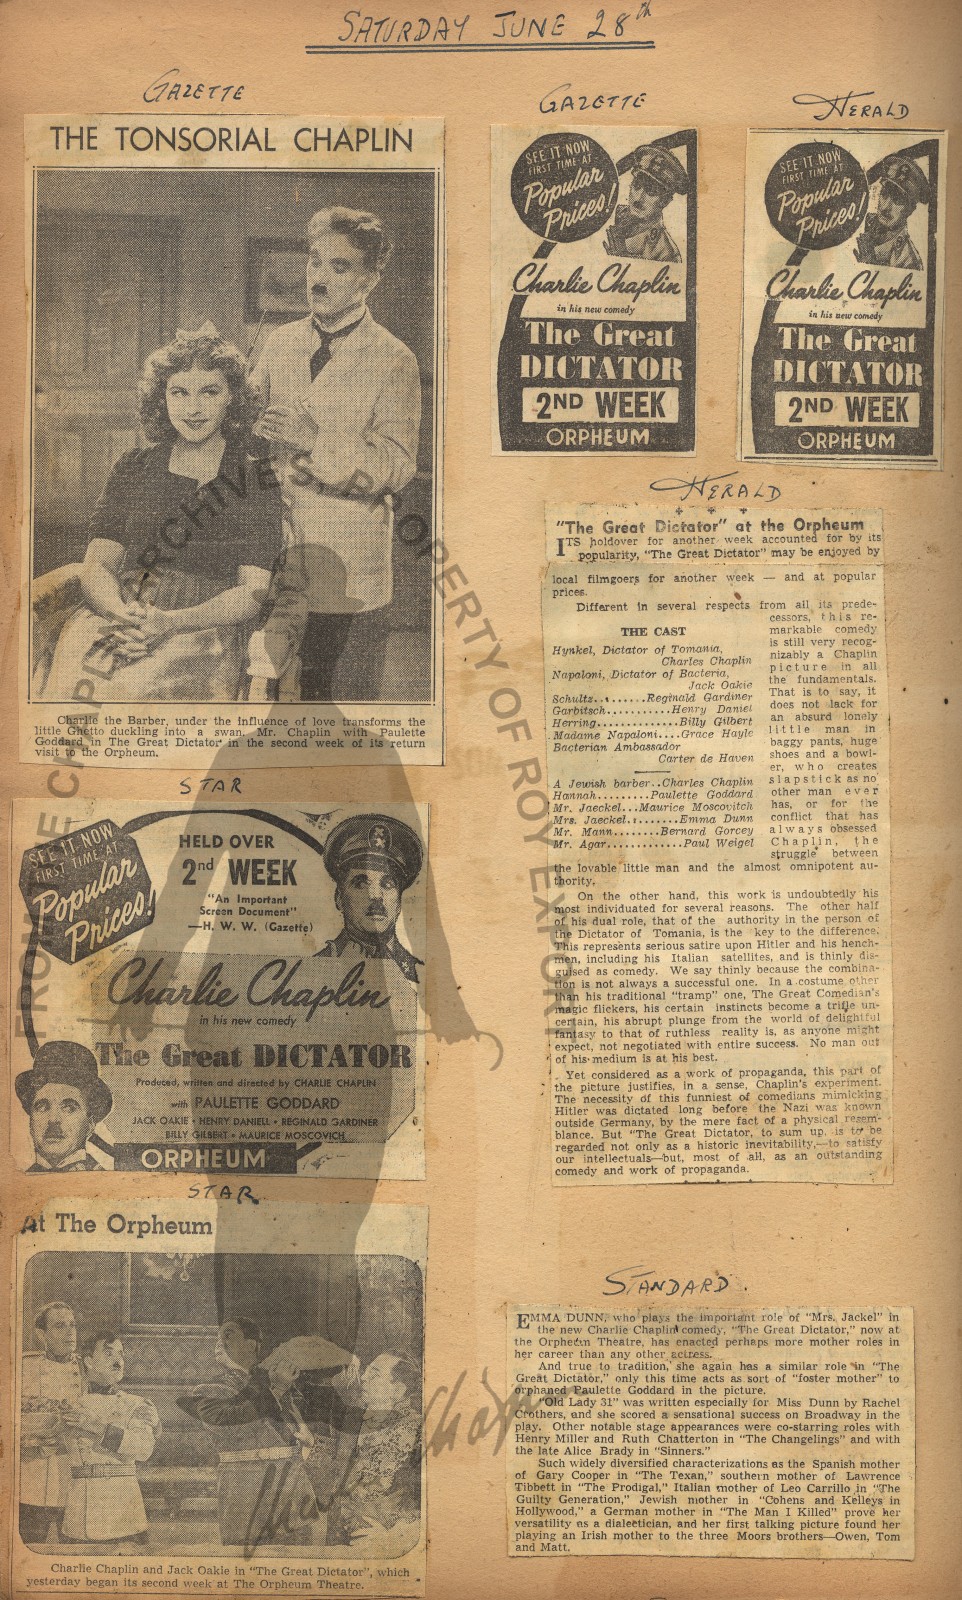 SATURDAY JUNE 28th
GAZETTE
THE TONSORIAL CHAPLIN
Charlie the Barber, under the influence of love transforms the
little Ghetto duckling into a swan. Mr. Chaplin with Paulette
Goddard in The Great Dictator in the second week of its return
visit to the Orpheum.
GAZETTE
SEE IT NOW
FIRST TIME AT
Popular
Prices!
Charlie Chaplin
in his new comedy
The Great
DICTATOR
2ND WEEK
ORPHEUM
HERALD
SEE IT NOW
FIRST TIME AT
Popular
Prices!
Charlie Chaplin
in his new comedy
The Great
DICTATOR
2ND WEEK
ORPHEUM
STAR
SEE IT NOW
FIRST TIME AT
Popular
Prices!
HELD OVER
2nd WEEK
"An Important
Screen Document"
—H. W. W. (Gazette)
Charlie Chaplin
in his new comedy
The Great DICTATOR
Produced, written and directed by CHARLIE CHAPLIN
with PAULETTE GODDARD
JACK OAKIE • HENRY DANIELL • REGINALD GARDINER
BILLY GILBERT • MAURICE MOSCOVICH
ORPHEUM
STAR
At The Orpheum
Charlie Chaplin and Jack Oakie in "The Great Dictator", which
yesterday began its second week at The Orpheum Theatre.
HERALD
"The Great Dictator" at the Orpheum
ITS holdover for another week accounted for by its
popularity, "The Great Dictator" may be enjoyed by
local filmgoers for another week — and at popular
prices.
Different in several respects from all its prede-
cessors, this re-
markable comedy
is still very recog-
nizably a Chaplin
picture in all
the fundamentals.
That is to say, it
does not lack for
an absurd lonely
little man in
baggy pants, huge
shoes and a bowl-
er, who creates
slapstick as no
other man ever
has, or for the
conflict that has
always obsessed
Chaplin, the
struggle between
THE CAST
Hynkel, Dictator of Tomania,
Charles Chaplin
Napaloni, Dictator of Bacteria,
Jack Oakie
Schultz........Reginald Gardiner
Garbitsch............Henry Daniel
Herring.............Billy Gilbert
Madame Napaloni....Grace Hayle
Bacterian Ambassador
Carter de Haven
A Jewish barber..Charles Chaplin
Hannah.........Paulette Goddard
Mr. Jaeckel...Maurice Moscovitch
Mrs. Jaeckel........Emma Dunn
Mr. Mann........Bernard Gorcey
Mr. Agar.............Paul Weigel
the lovable little man and the almost omnipotent au-
thority.
On the other hand, this work is undoubtedly his
most individuated for several reasons. The other half
of his dual role, that of the authority in the person of
the Dictator of Tomania, is the key to the difference.
This represents serious satire upon Hitler and his hench-
men, including his Italian satellites, and is thinly dis-
guised as comedy. We say thinly because the combina-
tion is not always a successful one. In a costume other
than his traditional "tramp" one, The Great Comedian's
magic flickers, his certain instincts become a trifle un-
certain, his abrupt plunge from the world of delightful
fantasy to that of ruthless reality is, as anyone might
expect, not negotiated with entire success. No man out
of his medium is at his best.
Yet considered as a work of propaganda, this part of
the picture justifies, in a sense, Chaplin's experiment.
The necessity of this funniest of comedians mimicking
Hitler was dictated long before the Nazi was known
outside Germany, by the mere fact of a physical resem-
blance. But "The Great Dictator, to sum up, is to be
regarded not only as a historic inevitability,—to satisfy
our intellectuals—but, most of all, as an outstanding
comedy and work of propaganda.
STANDARD.
EMMA DUNN, who plays the important role of "Mrs. Jackel" in
the new Charlie Chaplin comedy, "The Great Dictator," now at
the Orpheum Theatre, has enacted perhaps more mother roles in
her career than any other actress.
And true to tradition, she again has a similar role in "The
Great Dictator," only this time acts as sort of "foster mother" to
orphaned Paulette Goddard in the picture.
"Old Lady 31" was written especially for Miss Dunn by Rachel
Crothers, and she scored a sensational success on Broadway in the
play. Other notable stage appearances were co-starring roles with
Henry Miller and Ruth Chatterton in "The Changelings" and with
the late Alice Brady in "Sinners."
Such widely diversified characterizations as the Spanish mother
of Gary Cooper in "The Texan," southern mother of Lawrence
Tibbett in "The Prodigal," Italian mother of Leo Carrillo in "The
Guilty Generation," Jewish mother in "Cohens and Kelleys in
Hollywood," a German mother in "The Man I Killed" prove her
versatility as a dialectician, and her first talking picture found her
playing an Irish mother to the three Moors brothers—Owen, Tom
and Matt.
FROM THE CHAPLIN ARCHIVES, PROPERTY OF ROY EXPORT